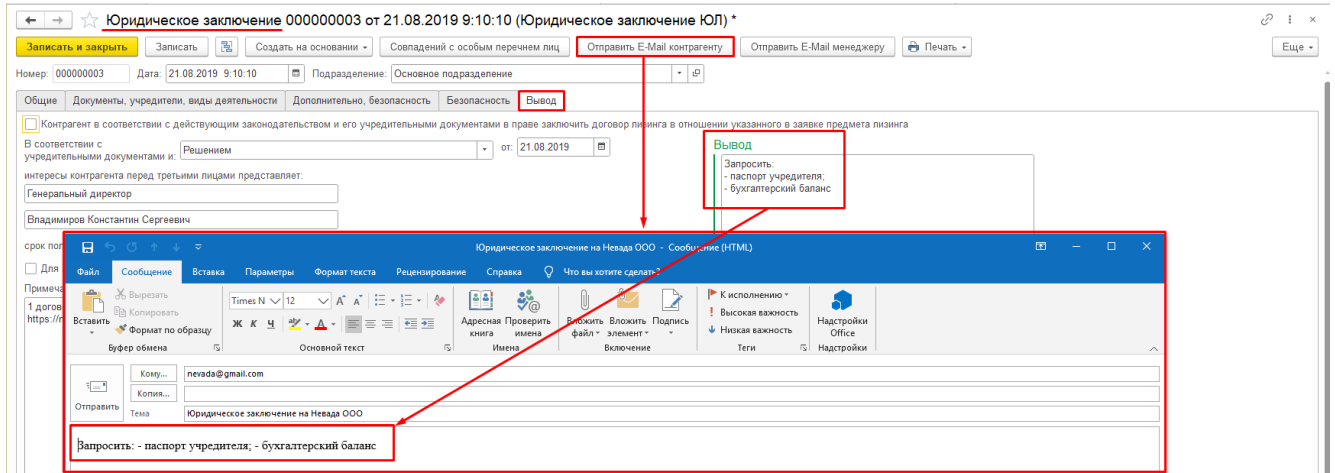 Юридическое заключение 000000003 от 21.08.2019 9:10:10 (Юридическое заключение ЮЛ) *
Записать и закрыть Записать Создать на основании Совпадений с особым перечнем лиц Отправить E-Mail контрагенту Отправить E-Mail менеджеру Печать Еще
Номер: 000000003 Дата: 21.08.2019 9:10:10 Подразделение: Основное подразделение
Общие Документы, учредители, виды деятельности Дополнительно, безопасность Безопасность Вывод
Контрагент в соответствии с действующим законодательством и его учредительными документами в праве заключить договор лизинга в отношении указанного в заявке предмета лизинга
В соответствии с
учредительными документами и: Решением от: 21.08.2019
Вывод
Запросить:
- паспорт учредителя;
- бухгалтерский баланс
интересы контрагента перед третьими лицами представляет:
Генеральный директор
Владимиров Константин Сергеевич
срок пол
Для
Примеча
1 догов
https://n
Юридическое заключение на Невада ООО - Сообщение (HTML)
Файл Сообщение Вставка Параметры Формат текста Рецензирование Справка Что вы хотите сделать?
Вставить Вырезать
Копировать
Формат по образцу
Буфер обмена
Times N 12
Ж К Ч
Основной текст
Адресная книга Проверить имена
Имена
Вложить файл Вложить элемент Подпись
Включение
К исполнению
Высокая важность
Низкая важность
Теги
Надстройки Office
Надстройки
Отправить
Кому... nevada@gmail.com
Копия...
Тема Юридическое заключение на Невада ООО
Запросить: - паспорт учредителя; - бухгалтерский баланс